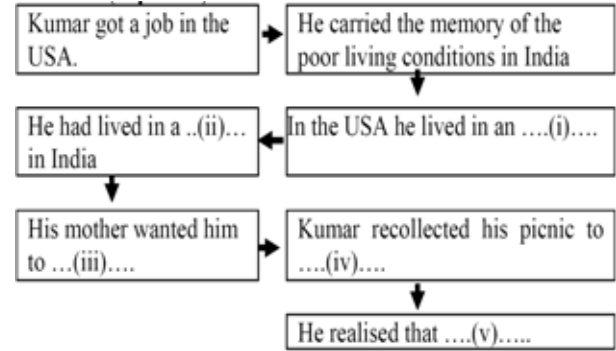 Kumar got a job in the
USA.
He carried the memory of the
poor living conditions in India
In the USA he lived in an ….(i)….
He had lived in a ..(ii)…
in India
His mother wanted him
to …(iii)….
Kumar recollected his picnic to
….(iv)….
He realised that ….(v)…..